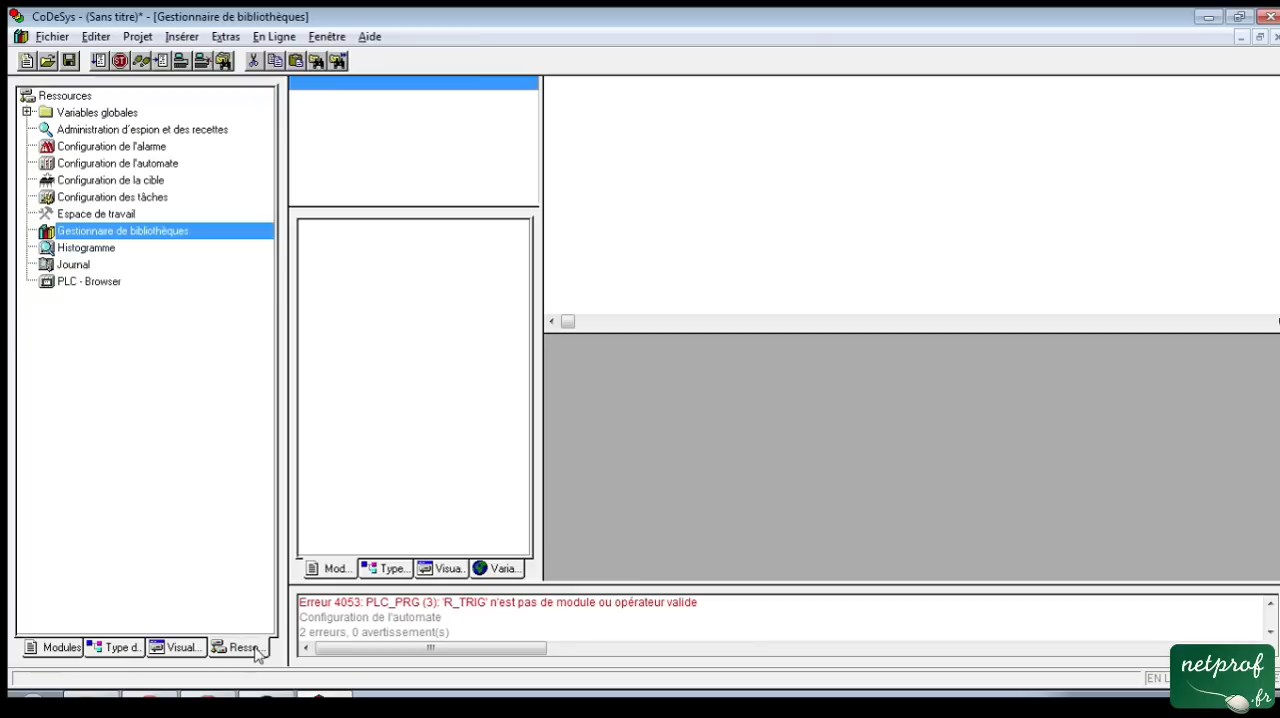 CoDeSys - (Sans titre)* - [Gestionnaire de bibliothèques]
Fichier Editer Projet Insérer Extras En Ligne Fenêtre Aide
Ressources
Variables globales
Administration d'espion et des recettes
Configuration de l'alarme
Configuration de l'automate
Configuration de la cible
Configuration des tâches
Espace de travail
Gestionnaire de bibliothèques
Histogramme
Journal
PLC - Browser
Mod... Type... Visua.. Varia...
Erreur 4053: PLC_PRG (3): 'R_TRIG' n'est pas de module ou opérateur valide
Configuration de l'automate
2 erreurs, 0 avertissement(s)
Modules Type d.. Visual... Resso...
EN L
netprof
.fr